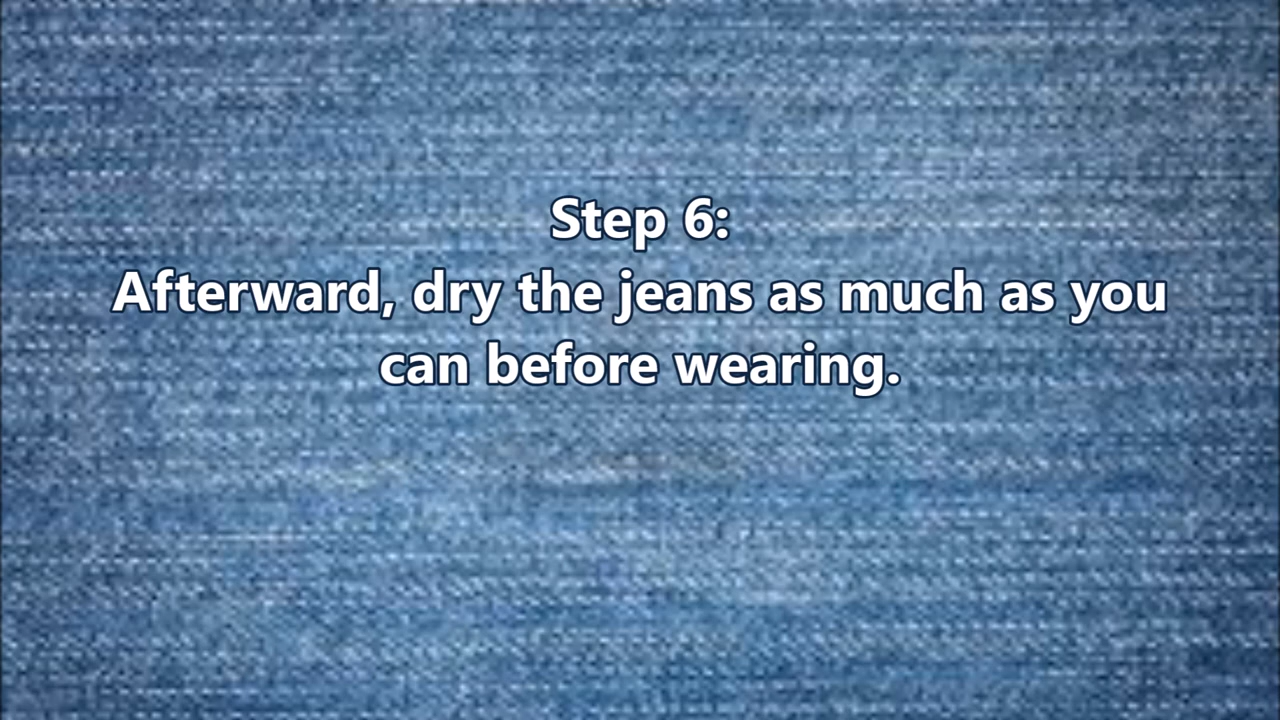 Step 6:
Afterward, dry the jeans as much as you
can before wearing.